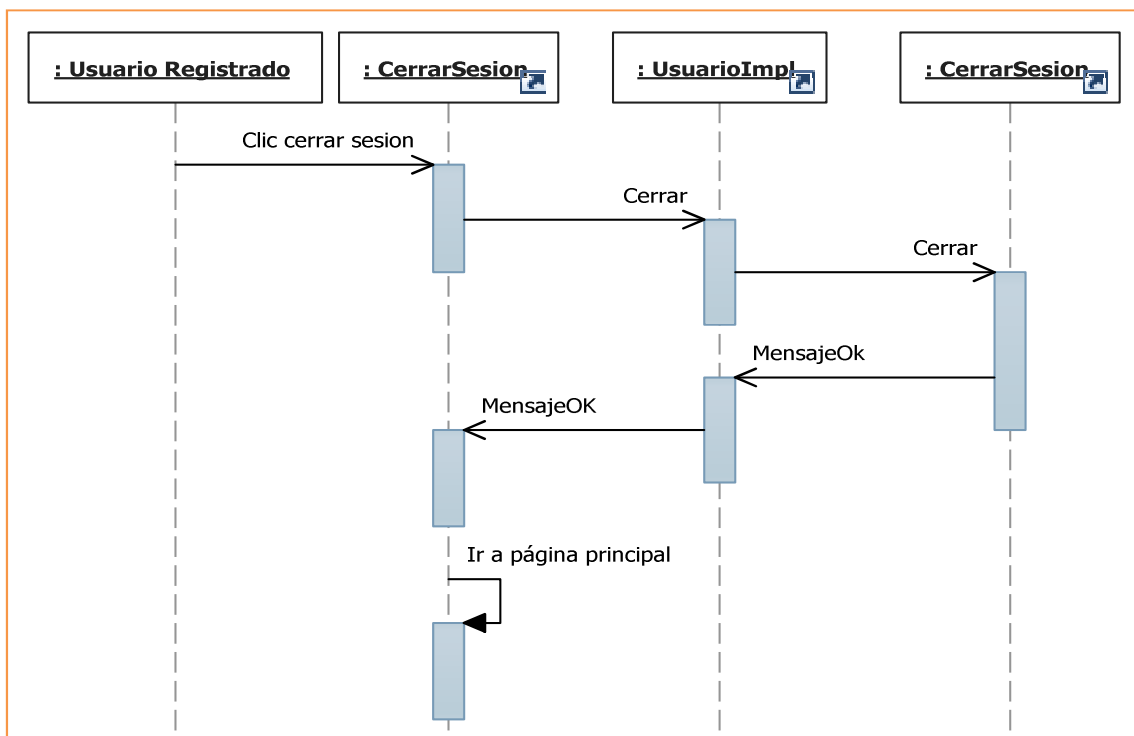 : Usuario Registrado
: CerrarSesion
: UsuarioImpl
: CerrarSesion
Clic cerrar sesion
Cerrar
Cerrar
MensajeOk
MensajeOK
Ir a página principal